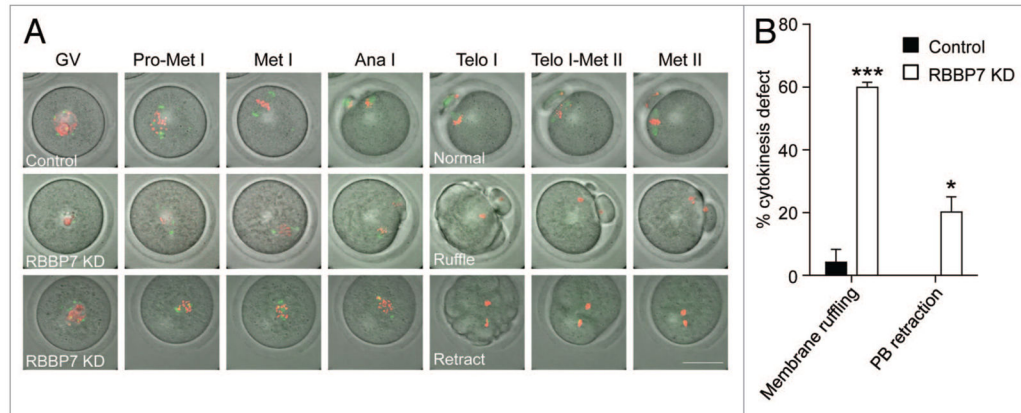 A
GV Pro-Met I Met I Ana I Telo I Telo I-Met II Met II
Control
Normal
RBBP7 KD
Ruffle
RBBP7 KD
Retract
B
Control
RBBP7 KD
% cytokinesis defect
80
60
40
20
0
***
*
Membrane ruffling
PB retraction